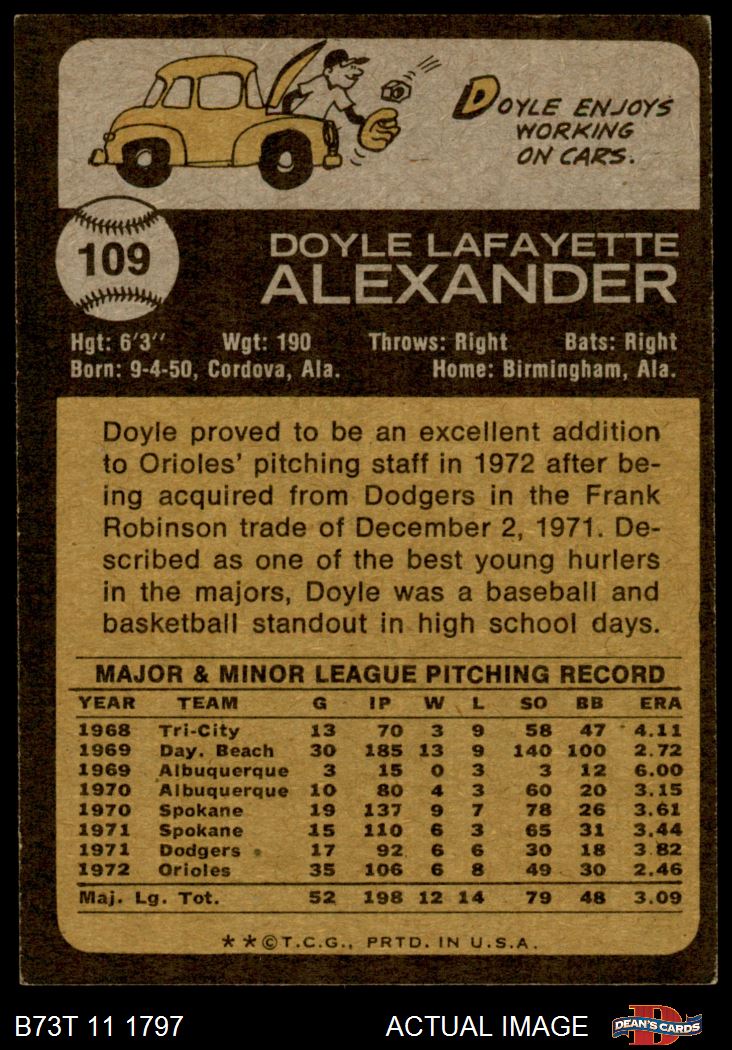 DOYLE ENJOYS
WORKING
ON CARS.
109
DOYLE LAFAYETTE
ALEXANDER
Hgt: 6'3" Wgt: 190 Throws: Right Bats: Right
Born: 9-4-50, Cordova, Ala. Home: Birmingham, Ala.
Doyle proved to be an excellent addition
to Orioles' pitching staff in 1972 after be-
ing acquired from Dodgers in the Frank
Robinson trade of December 2, 1971. De-
scribed as one of the best young hurlers
in the majors, Doyle was a baseball and
basketball standout in high school days.
MAJOR & MINOR LEAGUE PITCHING RECORD
YEAR TEAM G IP W L SO BB ERA
1968 Tri-City 13 70 3 9 58 47 4.11
1969 Day. Beach 30 185 13 9 140 100 2.72
1969 Albuquerque 3 15 0 3 3 12 6.00
1970 Albuquerque 10 80 4 3 60 20 3.15
1970 Spokane 19 137 9 7 78 26 3.61
1971 Spokane 15 110 6 3 65 31 3.44
1971 Dodgers 17 92 6 6 30 18 3.82
1972 Orioles 35 106 6 8 49 30 2.46
Maj. Lg. Tot. 52 198 12 14 79 48 3.09
**©T.C.G., PRTD. IN U.S.A.
B73T 11 1797 ACTUAL IMAGE DEAN'S CARDS